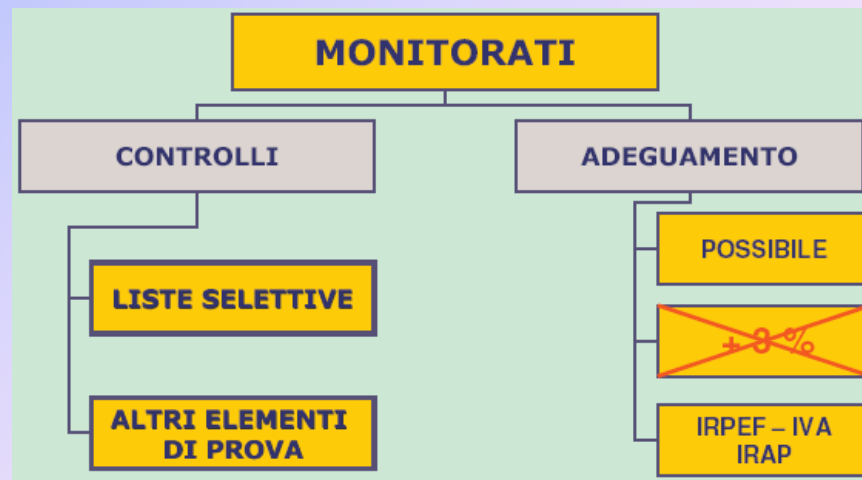 MONITORATI
CONTROLLI
ADEGUAMENTO
POSSIBILE
LISTE SELETTIVE
+ 3 %
ALTRI ELEMENTI
DI PROVA
IRPEF – IVA
IRAP